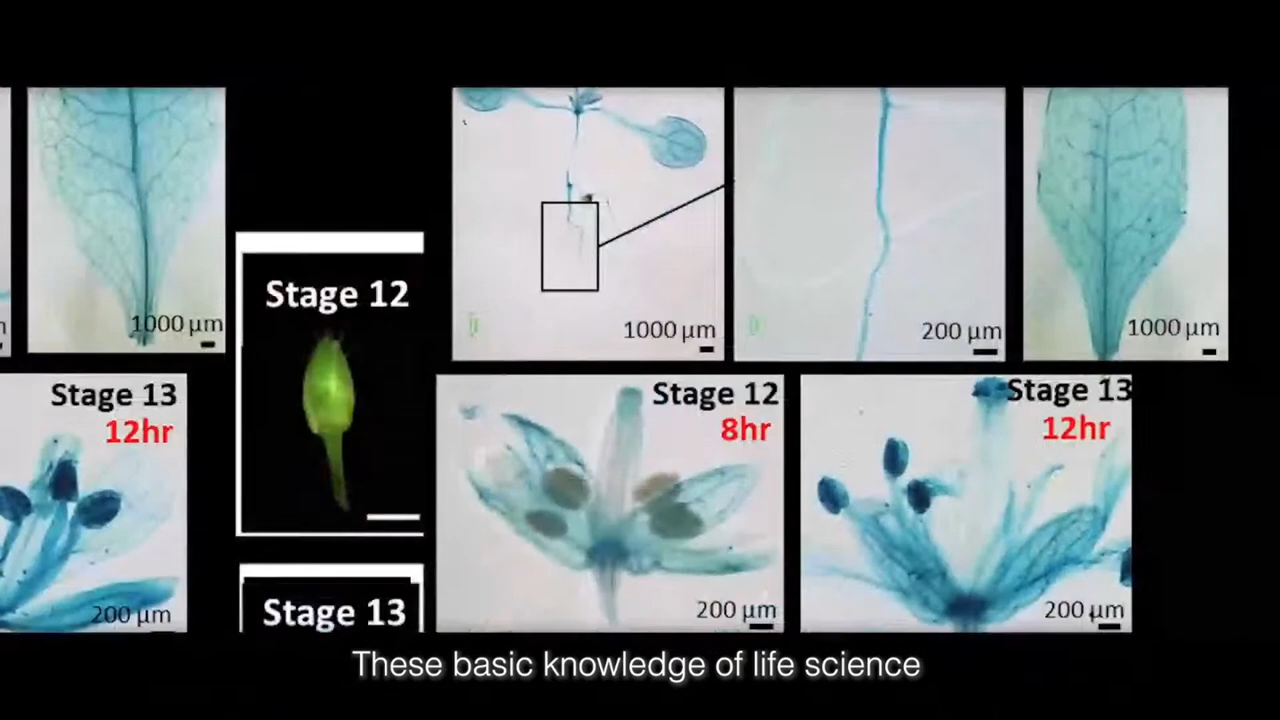 1000 µm
Stage 12
1000 µm
200 µm
1000 µm
Stage 13
12hr
200 µm
Stage 13
Stage 12
8hr
200 µm
Stage 13
12hr
200 µm
These basic knowledge of life science